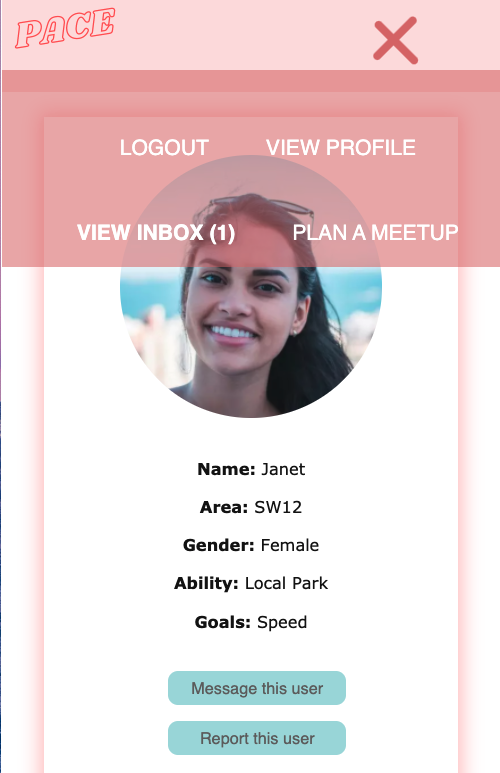 PACE
LOGOUT VIEW PROFILE
VIEW INBOX (1) PLAN A MEETUP
Name: Janet
Area: SW12
Gender: Female
Ability: Local Park
Goals: Speed
Message this user
Report this user